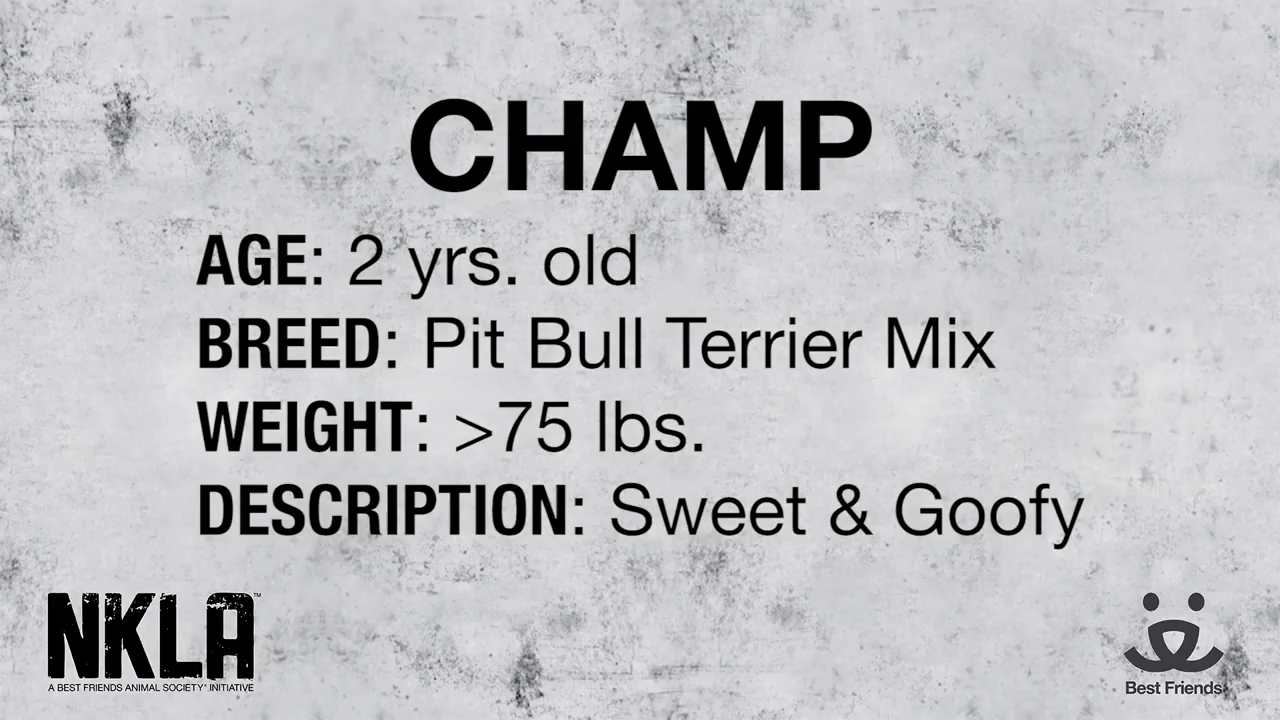 CHAMP
AGE: 2 yrs. old
BREED: Pit Bull Terrier Mix
WEIGHT: >75 lbs.
DESCRIPTION: Sweet & Goofy
NKLA™
A BEST FRIENDS ANIMAL SOCIETY® INITIATIVE
Best Friends